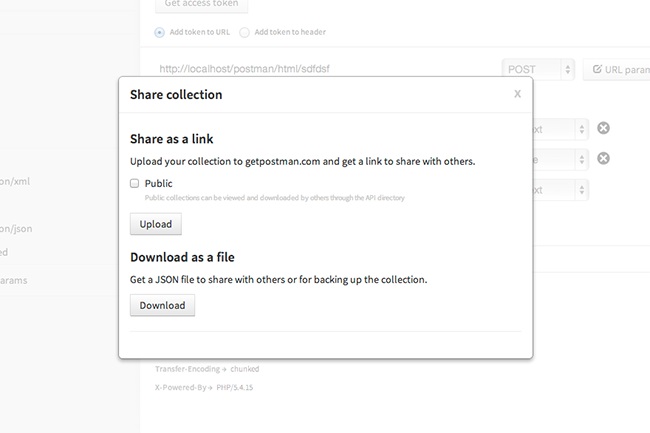 Get access token
Add token to URL Add token to header
http://localhost/postman/html/sdfdsf POST URL param
Share collection X
Share as a link
Upload your collection to getpostman.com and get a link to share with others.
Public
Public collections can be viewed and downloaded by others through the API directory
Upload
Download as a file
Get a JSON file to share with others or for backing up the collection.
Download
ext
e
ext
on/xml
on/json
ed
arams
Transfer-Encoding → chunked
X-Powered-By → PHP/5.4.15